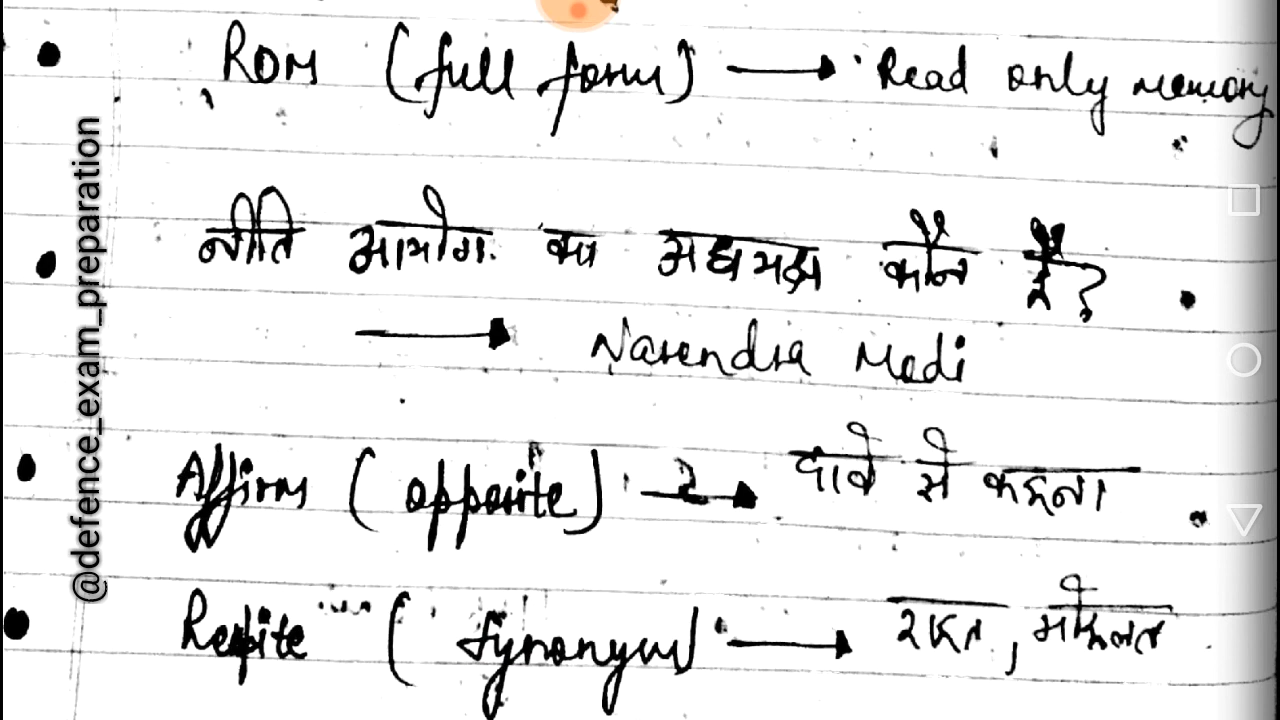 @defence_exam_preparation
• ROM (full form) → Read only memory
• नीति आयोग का अध्यक्ष कौन है?
→ Narendra Modi
• Affirm (opposite) → दावे से कहना
• Respite (Synonym) → राहत, मोहलत